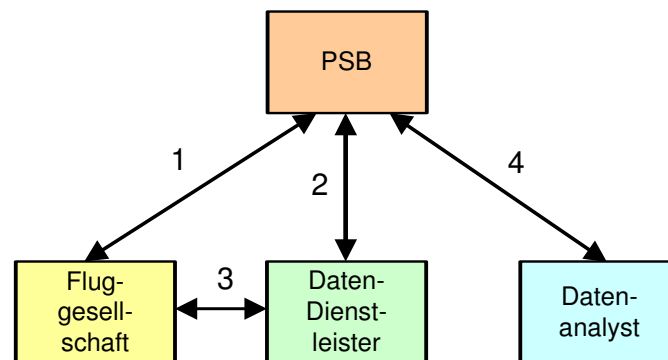 PSB
1
2
4
3
Flug-
gesell-
schaft
Daten-
Dienst-
leister
Daten-
analyst